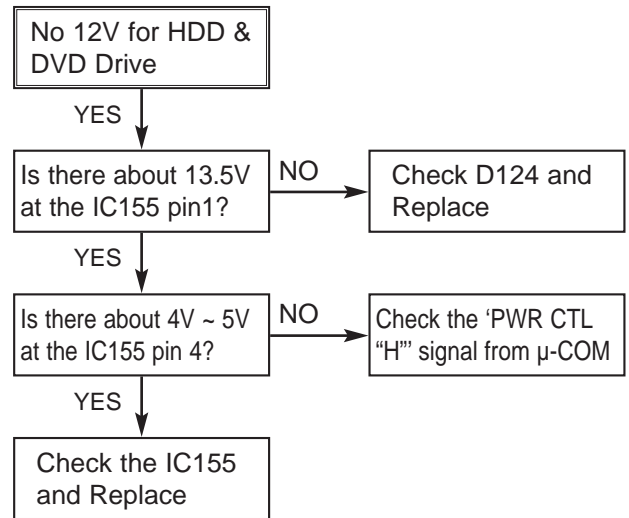 No 12V for HDD &
DVD Drive
YES
Is there about 13.5V
at the IC155 pin1?
NO
Check D124 and
Replace
YES
Is there about 4V ~ 5V
at the IC155 pin 4?
NO
Check the ‘PWR CTL
“H”’ signal from µ-COM
YES
Check the IC155
and Replace